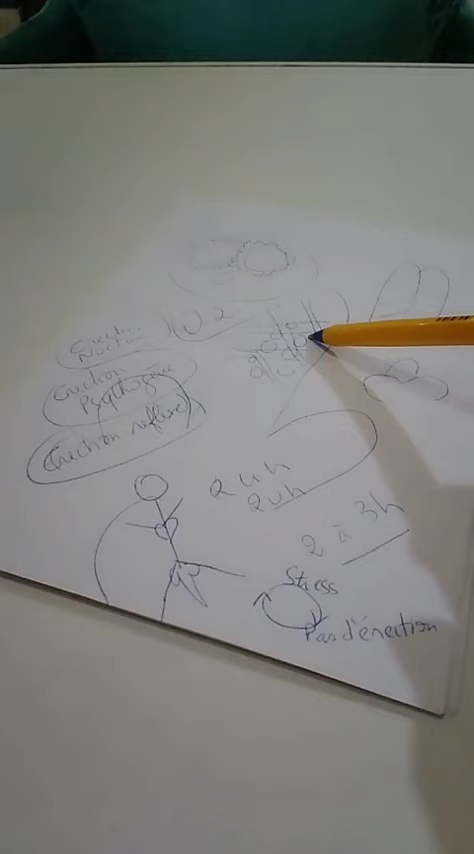 Erection
Nocturne
Erection
Psychogène
Erection réflexe
24h
24h
2 à 3h
Stress
Pas d'érection